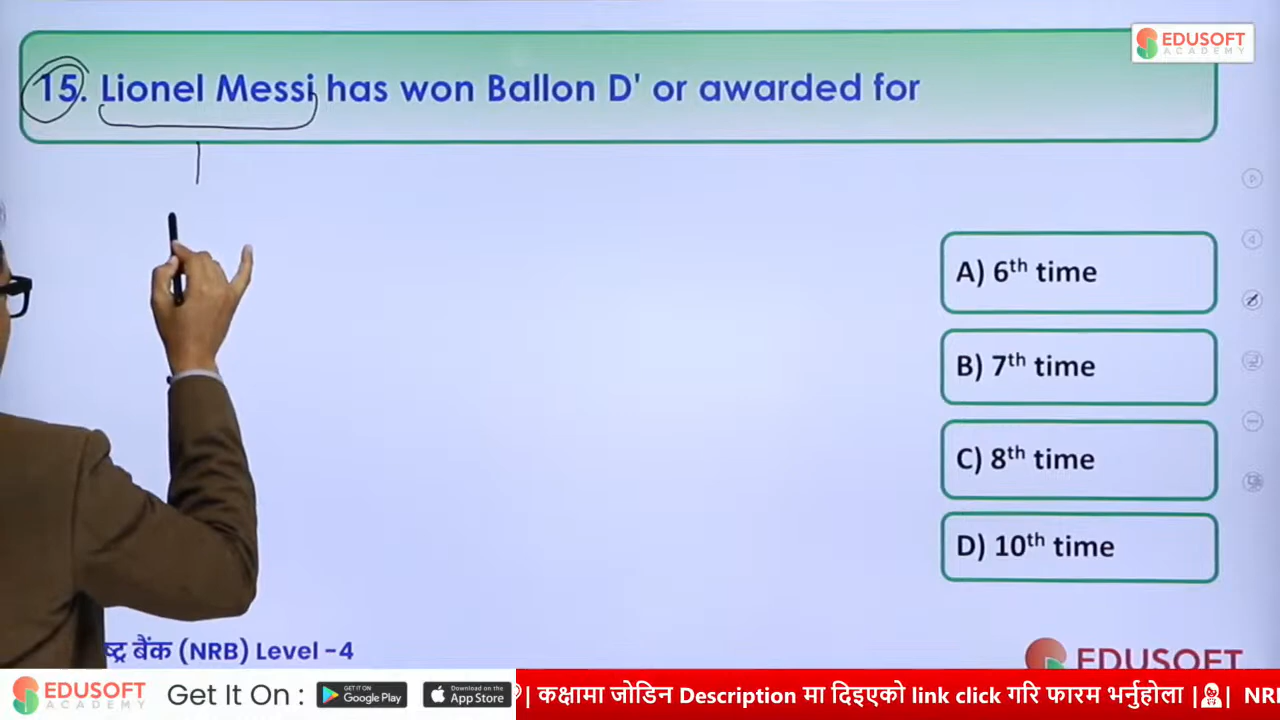 EDUSOFT
ACADEMY
15. Lionel Messi has won Ballon D' or awarded for
A) 6th time
B) 7th time
C) 8th time
D) 10th time
ष्ट्र बैंक (NRB) Level -4
EDUSOFT
EDUSOFT
ACADEMY
Get It On :
GET IT ON
Google Play
Download on the
App Store
| कक्षामा जोडिन Description मा दिइएको link click गरि फारम भर्नुहोला | | NRB